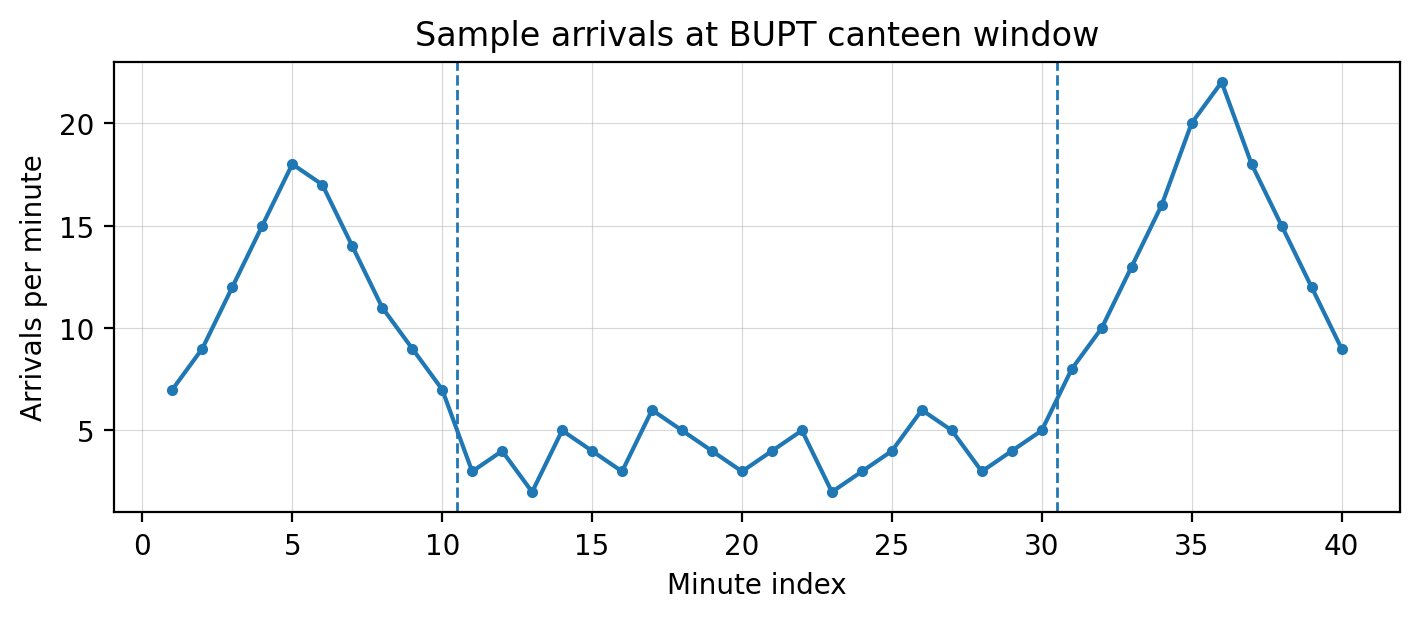 Sample arrivals at BUPT canteen window
Arrivals per minute
20
15
10
5
0 5 10 15 20 25 30 35 40
Minute index